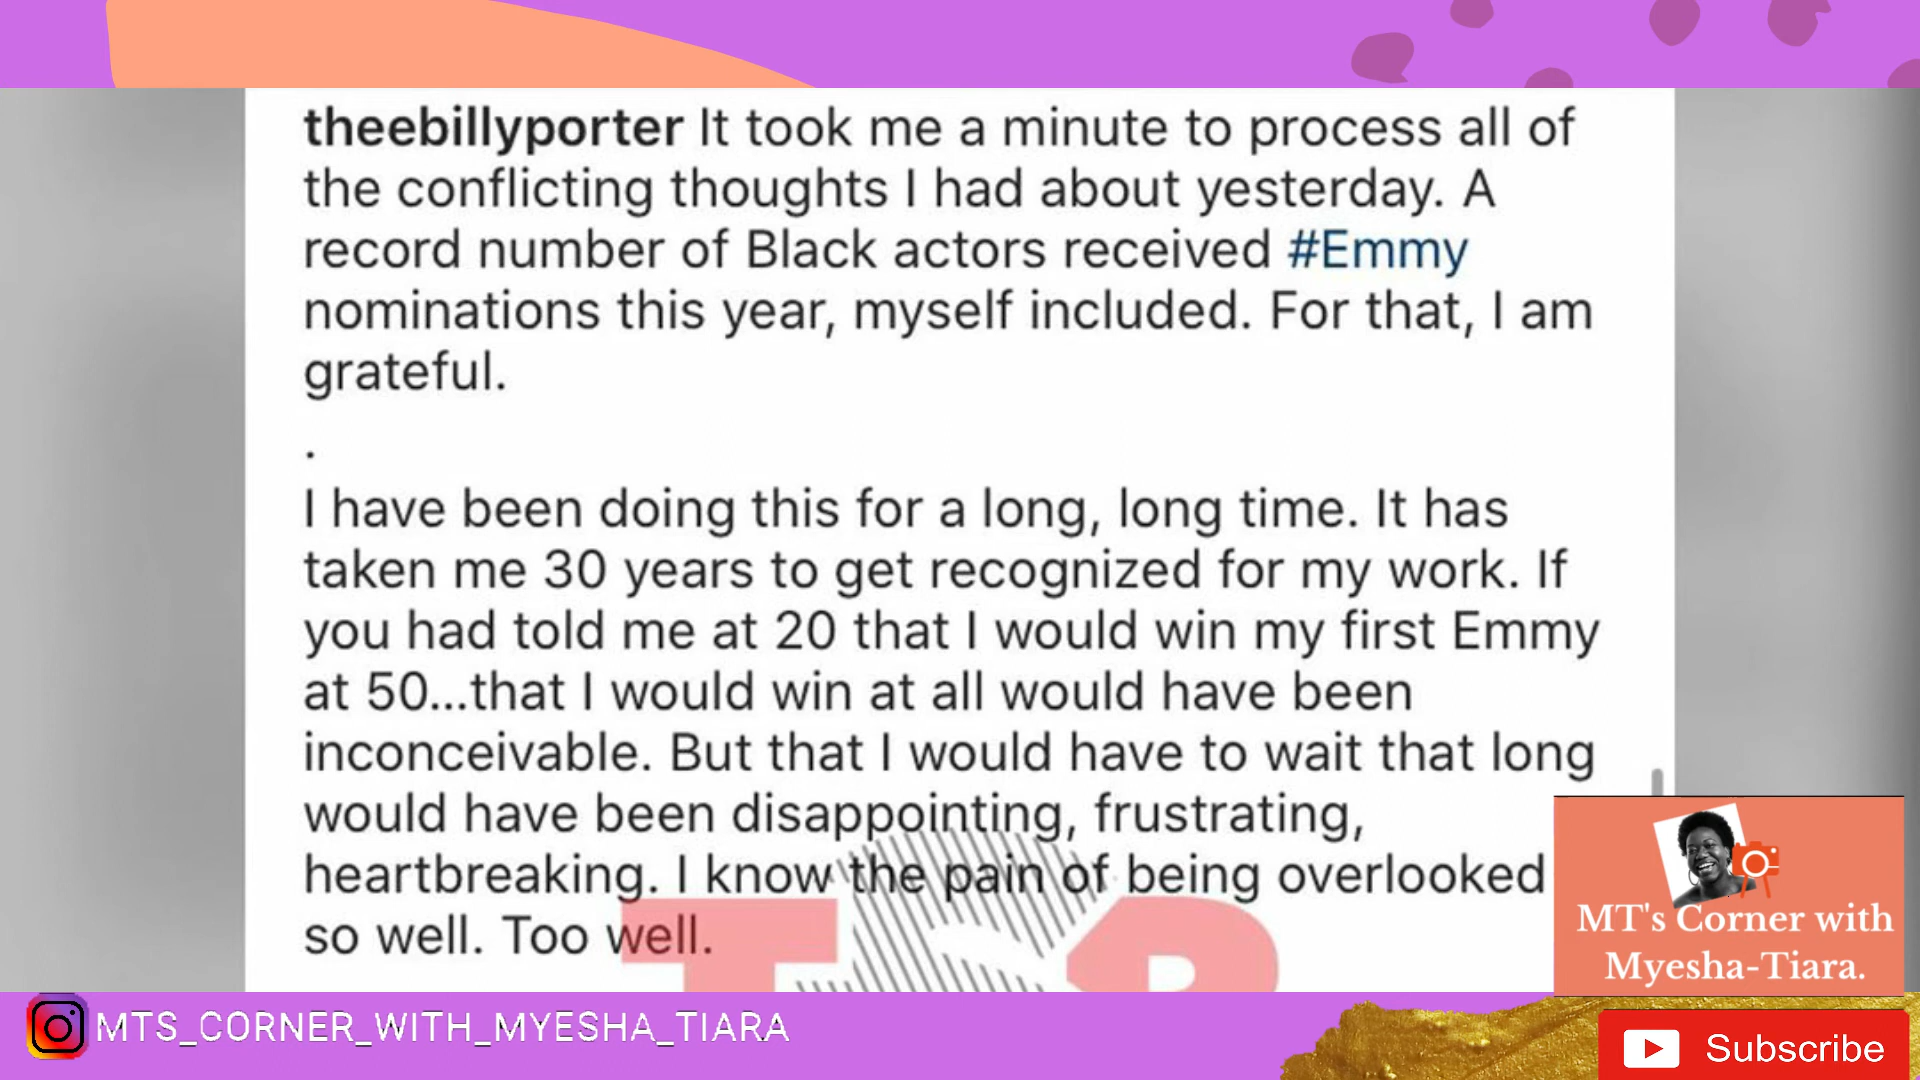 theebillyporter It took me a minute to process all of
the conflicting thoughts I had about yesterday. A
record number of Black actors received #Emmy
nominations this year, myself included. For that, I am
grateful.
.
I have been doing this for a long, long time. It has
taken me 30 years to get recognized for my work. If
you had told me at 20 that I would win my first Emmy
at 50...that I would win at all would have been
inconceivable. But that I would have to wait that long
would have been disappointing, frustrating,
heartbreaking. I know the pain of being overlooked
so well. Too well.
MT's Corner with
Myesha-Tiara.
MTS_CORNER_WITH_MYESHA_TIARA
Subscribe